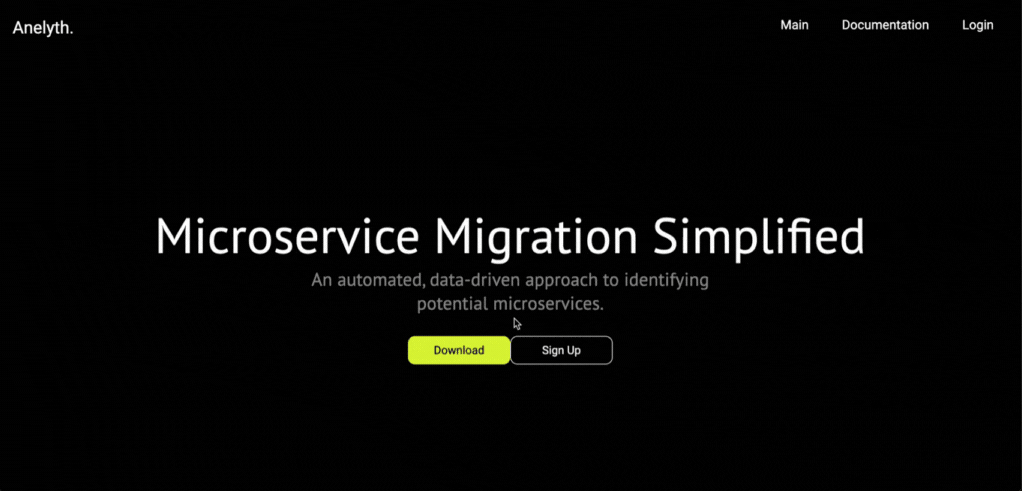 Anelyth.
Main Documentation Login
Microservice Migration Simplified
An automated, data-driven approach to identifying
potential microservices.
Download Sign Up